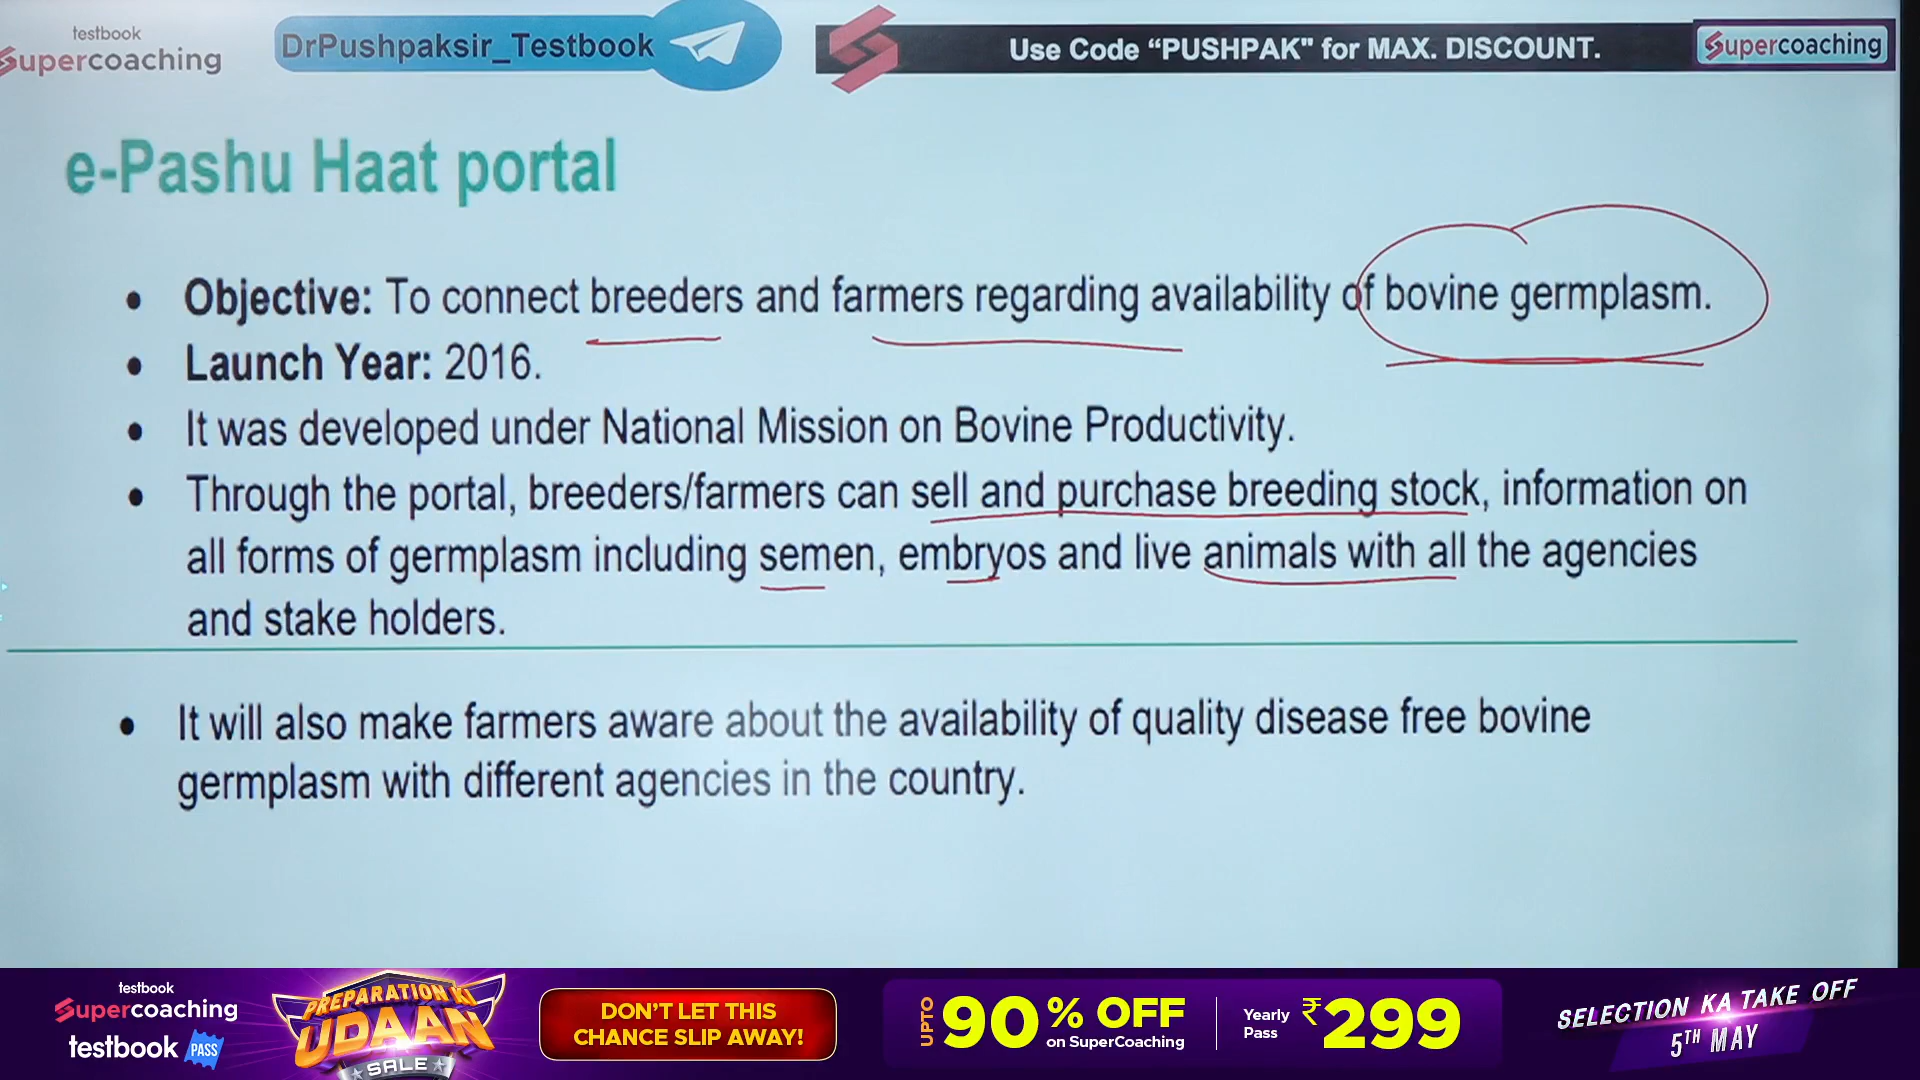 testbook
Supercoaching
DrPushpaksir_Testbook
Use Code “PUSHPAK" for MAX. DISCOUNT.
Supercoaching
e-Pashu Haat portal
• Objective: To connect breeders and farmers regarding availability of bovine germplasm.
• Launch Year: 2016.
• It was developed under National Mission on Bovine Productivity.
• Through the portal, breeders/farmers can sell and purchase breeding stock, information on
all forms of germplasm including semen, embryos and live animals with all the agencies
and stake holders.
• It will also make farmers aware about the availability of quality disease free bovine
germplasm with different agencies in the country.
testbook
Supercoaching
testbook PASS
PREPARATION KI
UDAAN
SALE
DON'T LET THIS
CHANCE SLIP AWAY!
UPTO 90% OFF
on SuperCoaching
Yearly
Pass
₹299
SELECTION KA TAKE OFF
5TH MAY